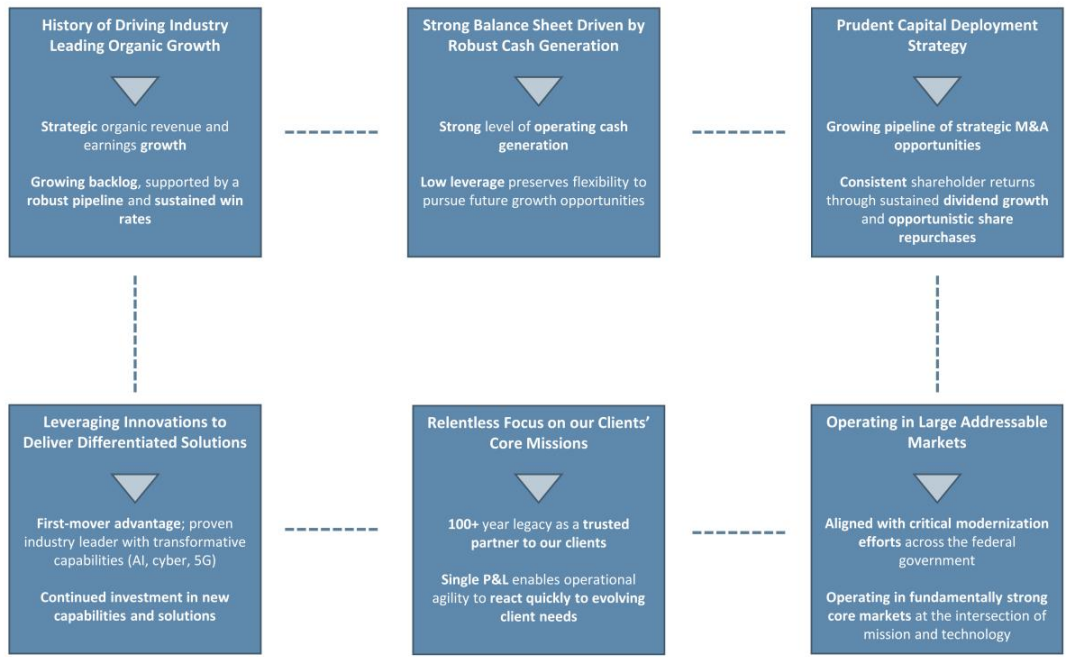 History of Driving Industry
Leading Organic Growth
Strategic organic revenue and
earnings growth
Growing backlog, supported by a
robust pipeline and sustained win
rates
Strong Balance Sheet Driven by
Robust Cash Generation
Strong level of operating cash
generation
Low leverage preserves flexibility to
pursue future growth opportunities
Prudent Capital Deployment
Strategy
Growing pipeline of strategic M&A
opportunities
Consistent shareholder returns
through sustained dividend growth
and opportunistic share
repurchases
Leveraging Innovations to
Deliver Differentiated Solutions
First-mover advantage; proven
industry leader with transformative
capabilities (AI, cyber, 5G)
Continued investment in new
capabilities and solutions
Relentless Focus on our Clients’
Core Missions
100+ year legacy as a trusted
partner to our clients
Single P&L enables operational
agility to react quickly to evolving
client needs
Operating in Large Addressable
Markets
Aligned with critical modernization
efforts across the federal
government
Operating in fundamentally strong
core markets at the intersection of
mission and technology